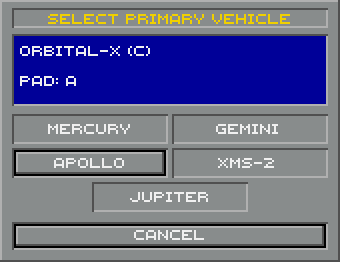 SELECT PRIMARY VEHICLE
ORBITAL-X (C)
PAD: A
MERCURY GEMINI
APOLLO XMS-2
JUPITER
CANCEL